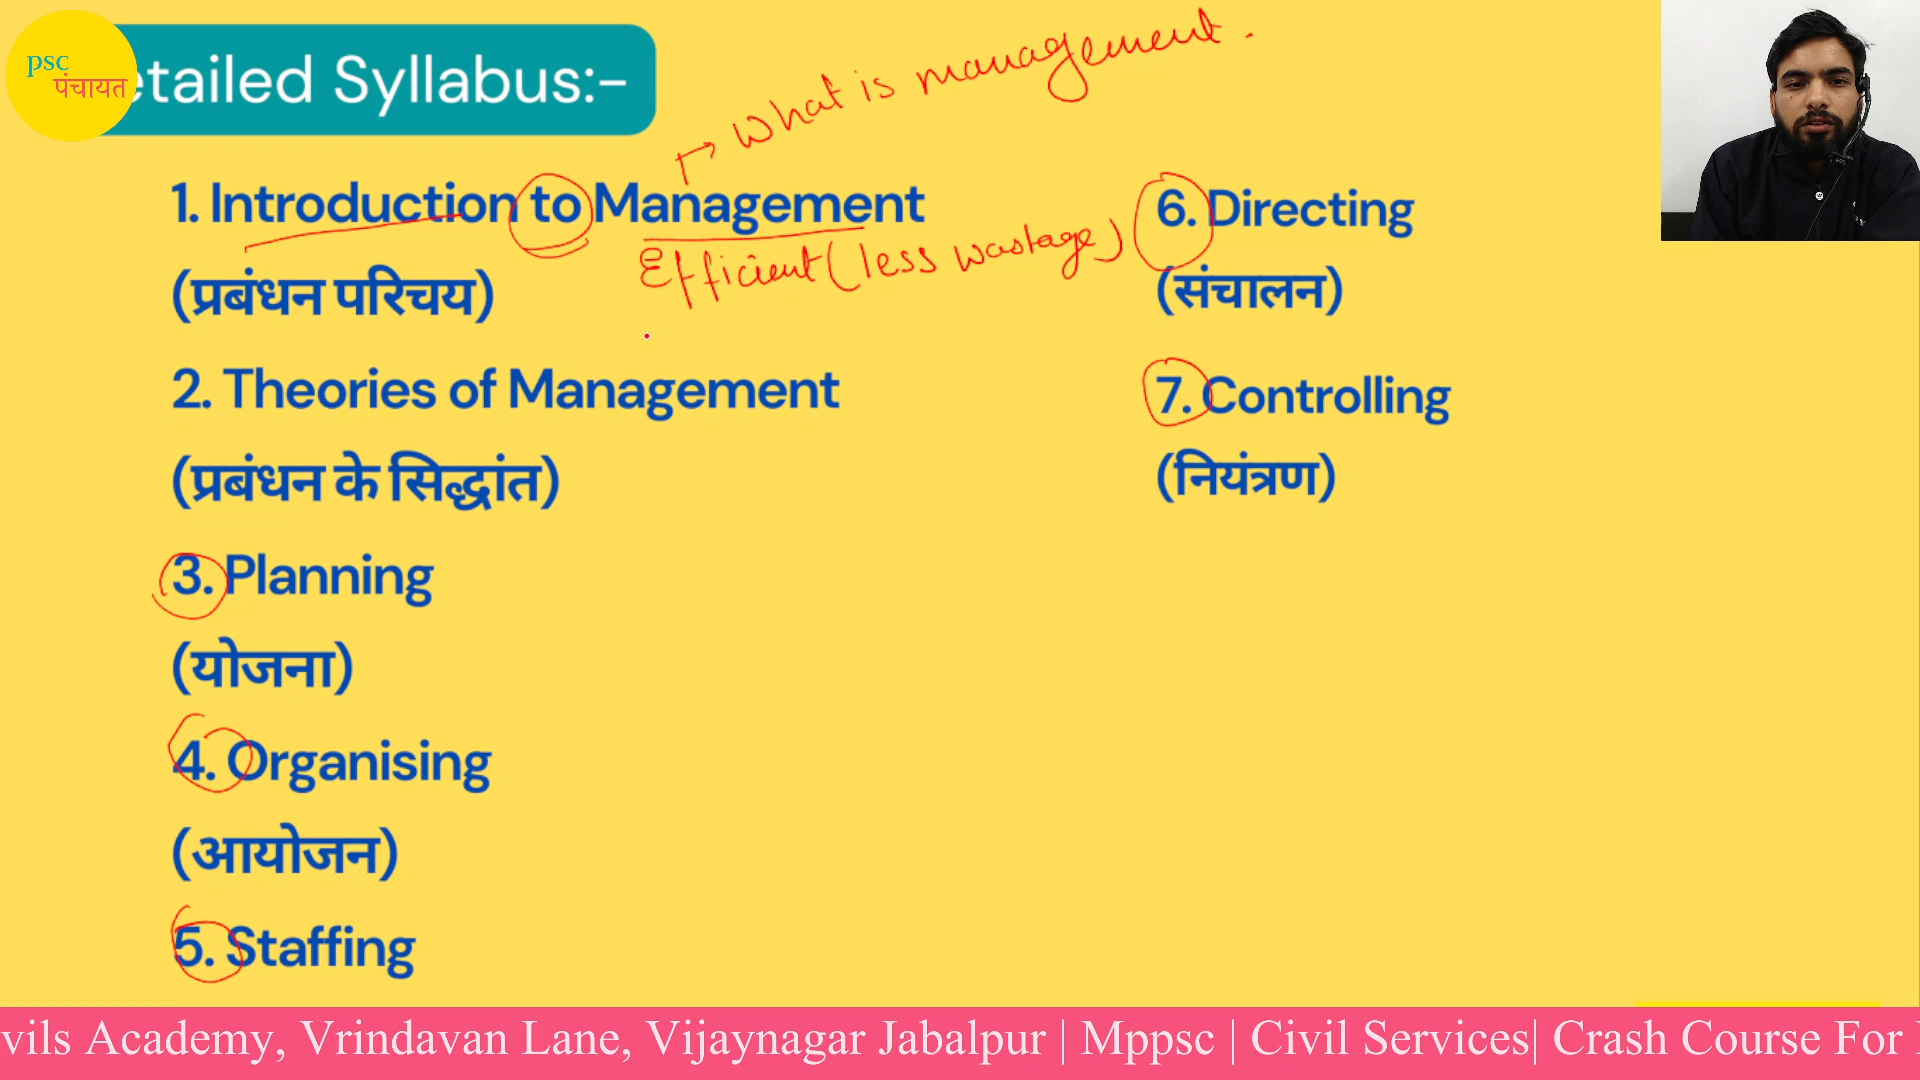 psc
पंचायत
etailed Syllabus:-
What is management.
1. Introduction to Management
Efficient (less wastage)
(प्रबंधन परिचय)
2. Theories of Management
(प्रबंधन के सिद्धांत)
3. Planning
(योजना)
4. Organising
(आयोजन)
5. Staffing
6. Directing
(संचालन)
7. Controlling
(नियंत्रण)
vils Academy, Vrindavan Lane, Vijaynagar Jabalpur | Mppsc | Civil Services| Crash Course For